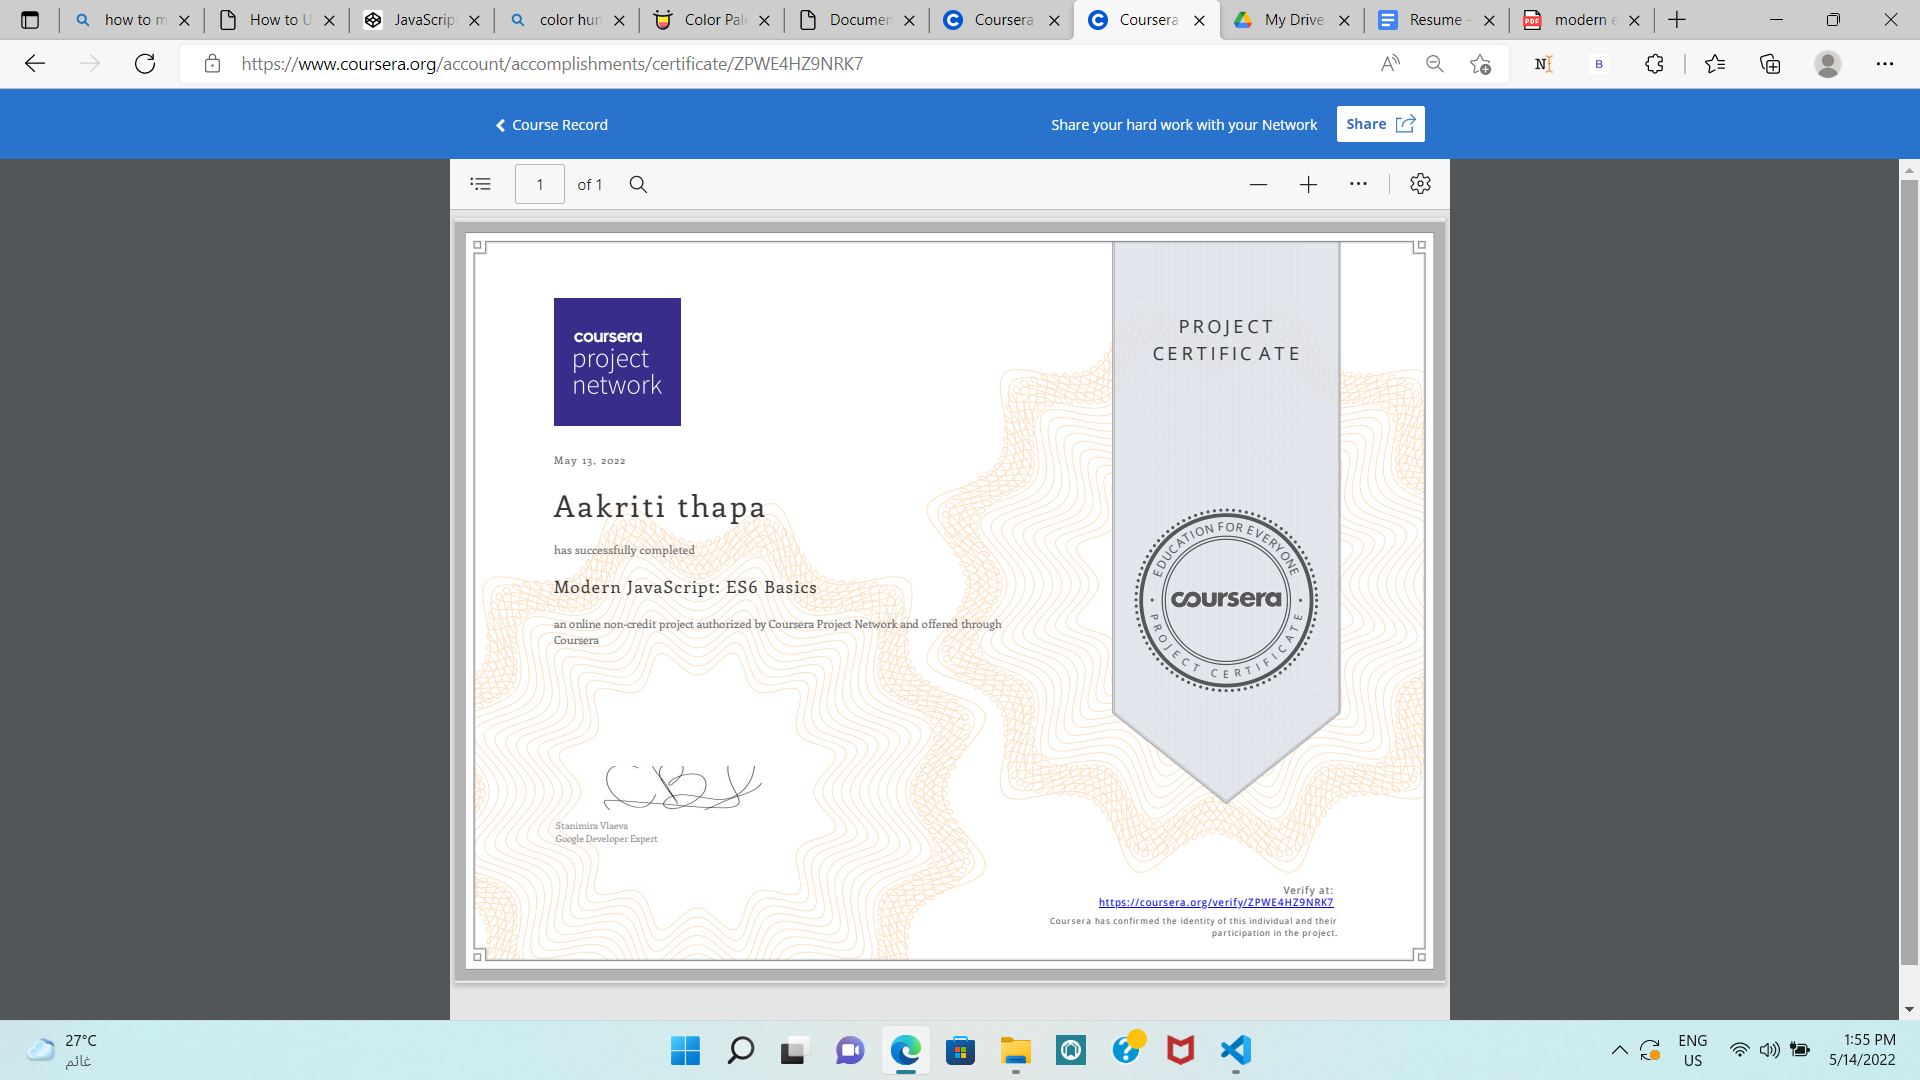 how to m
How to U
JavaScrip
color hun
Color Pal
Documen
Coursera
Coursera
My Drive
Resume -
modern e
https://www.coursera.org/account/accomplishments/certificate/ZPWE4HZ9NRK7
Course Record
Share your hard work with your Network
Share
1 of 1
PROJECT
CERTIFICATE
coursera
project
network
May 13, 2022
Aakriti thapa
has successfully completed
Modern JavaScript: ES6 Basics
an online non-credit project authorized by Coursera Project Network and offered through
Coursera
EDUCATION FOR EVERYONE
coursera
PROJECT CERTIFICATE
Stanimira Vlaeva
Google Developer Expert
Verify at:
https://coursera.org/verify/ZPWE4HZ9NRK7
Coursera has confirmed the identity of this individual and their
participation in the project.
27°C
غائم
ENG
US
1:55 PM
5/14/2022